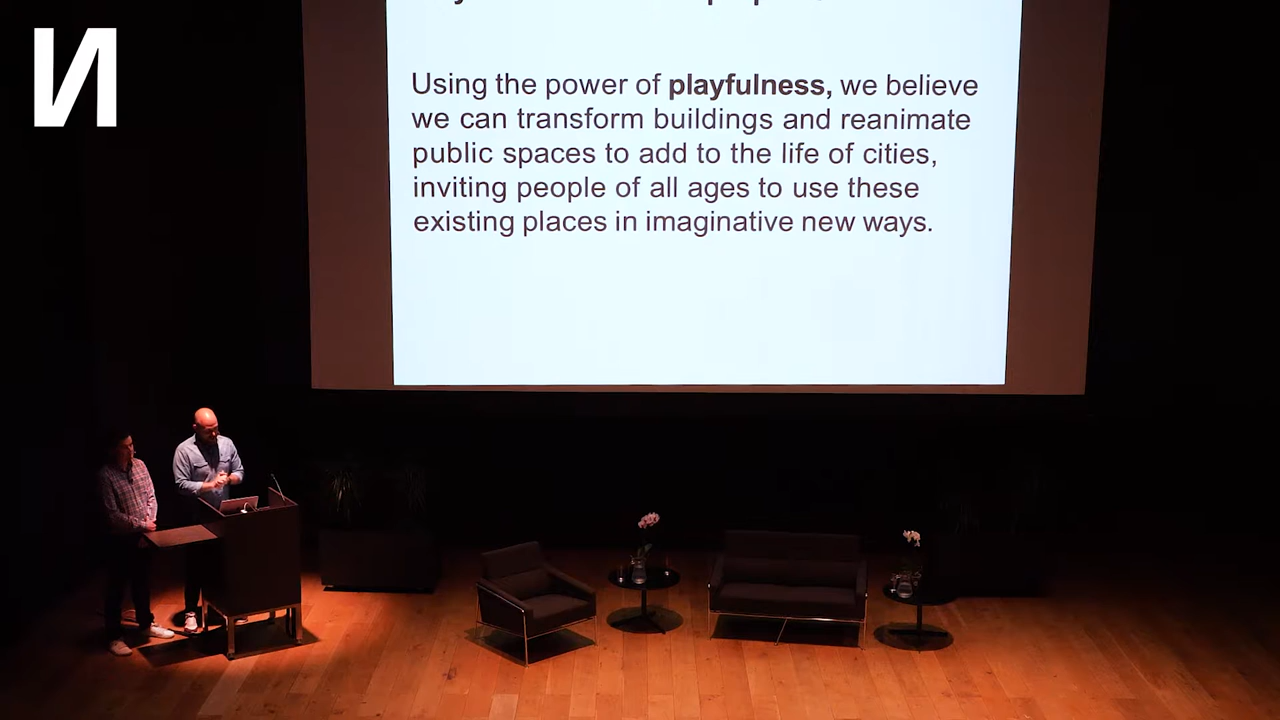 И
Using the power of playfulness, we believe
we can transform buildings and reanimate
public spaces to add to the life of cities,
inviting people of all ages to use these
existing places in imaginative new ways.